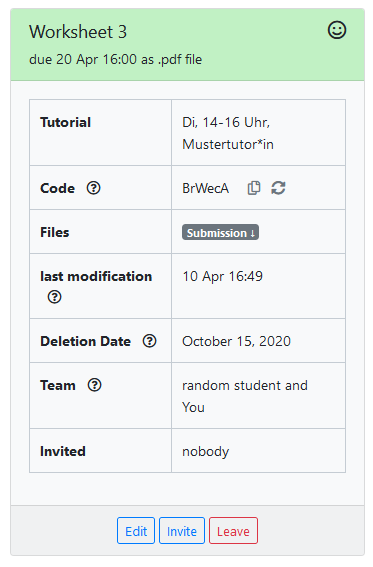 Worksheet 3
due 20 Apr 16:00 as .pdf file
Tutorial
Di, 14-16 Uhr,
Mustertutor*in
Code
BrWecA
Files
Submission ↓
last modification
10 Apr 16:49
Deletion Date
October 15, 2020
Team
random student and
You
Invited
nobody
Edit
Invite
Leave